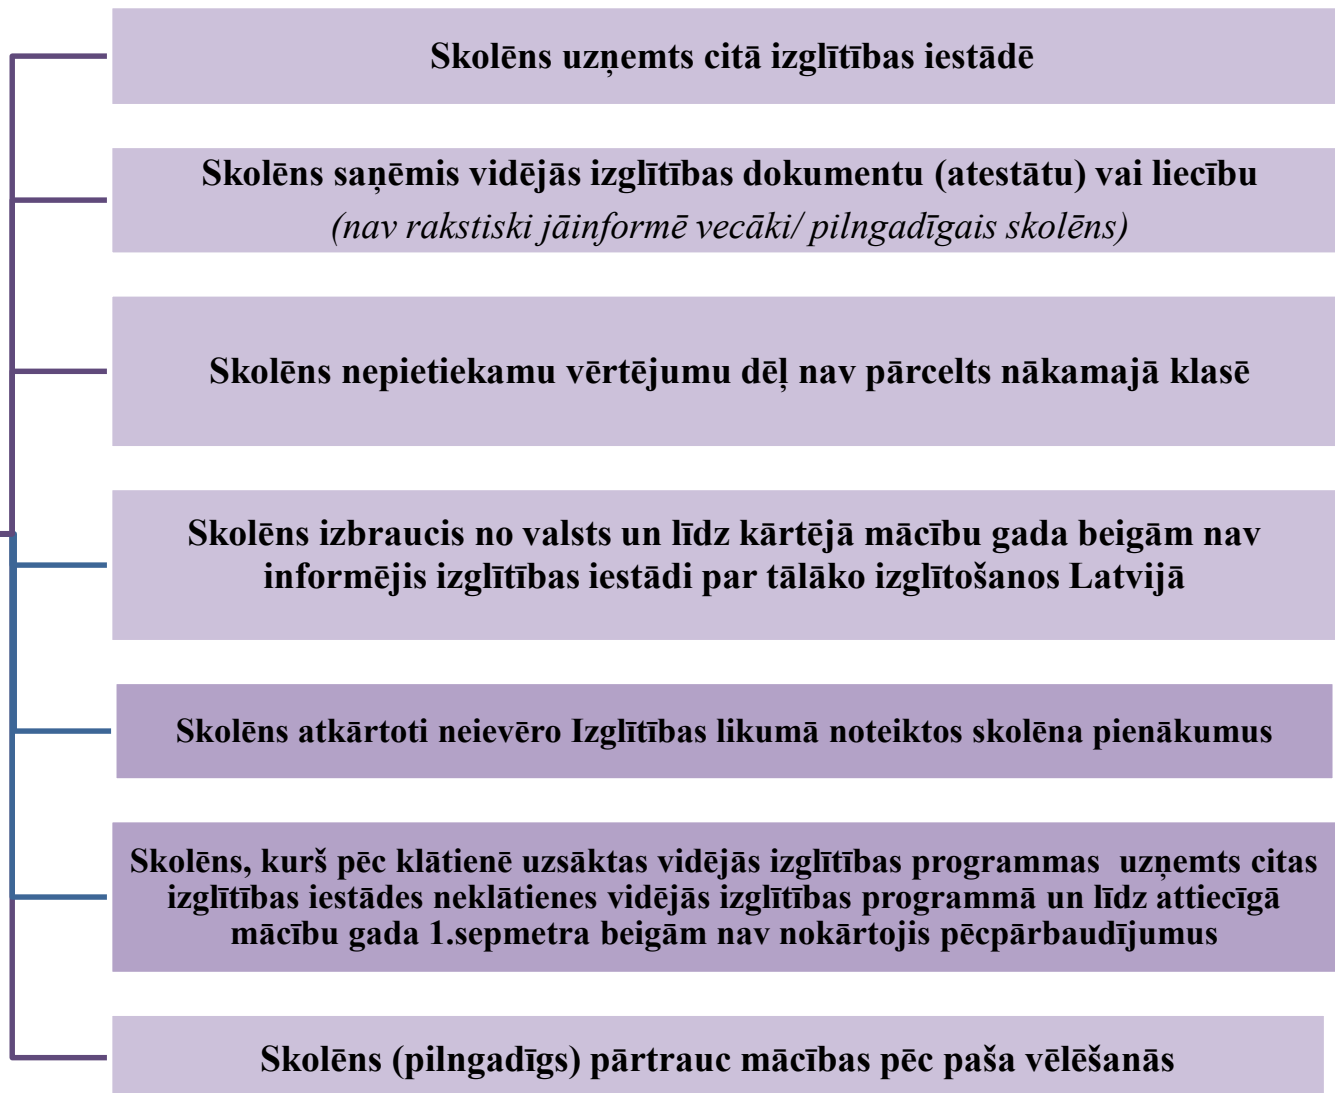 Skolēns uzņemts citā izglītības iestādē
Skolēns saņēmis vidējās izglītības dokumentu (atestātu) vai liecību
(nav rakstiski jāinformē vecāki/ pilngadīgais skolēns)
Skolēns nepietiekamu vērtējumu dēļ nav pārcelts nākamajā klasē
Skolēns izbraucis no valsts un līdz kārtējā mācību gada beigām nav
informējis izglītības iestādi par tālāko izglītošanos Latvijā
Skolēns atkārtoti neievēro Izglītības likumā noteiktos skolēna pienākumus
Skolēns, kurš pēc klātienē uzsāktas vidējās izglītības programmas uzņemts citas
izglītības iestādes neklātienes vidējās izglītības programmā un līdz attiecīgā
mācību gada 1.sepmetra beigām nav nokārtojis pēcpārbaudījumus
Skolēns (pilngadīgs) pārtrauc mācības pēc paša vēlēšanās